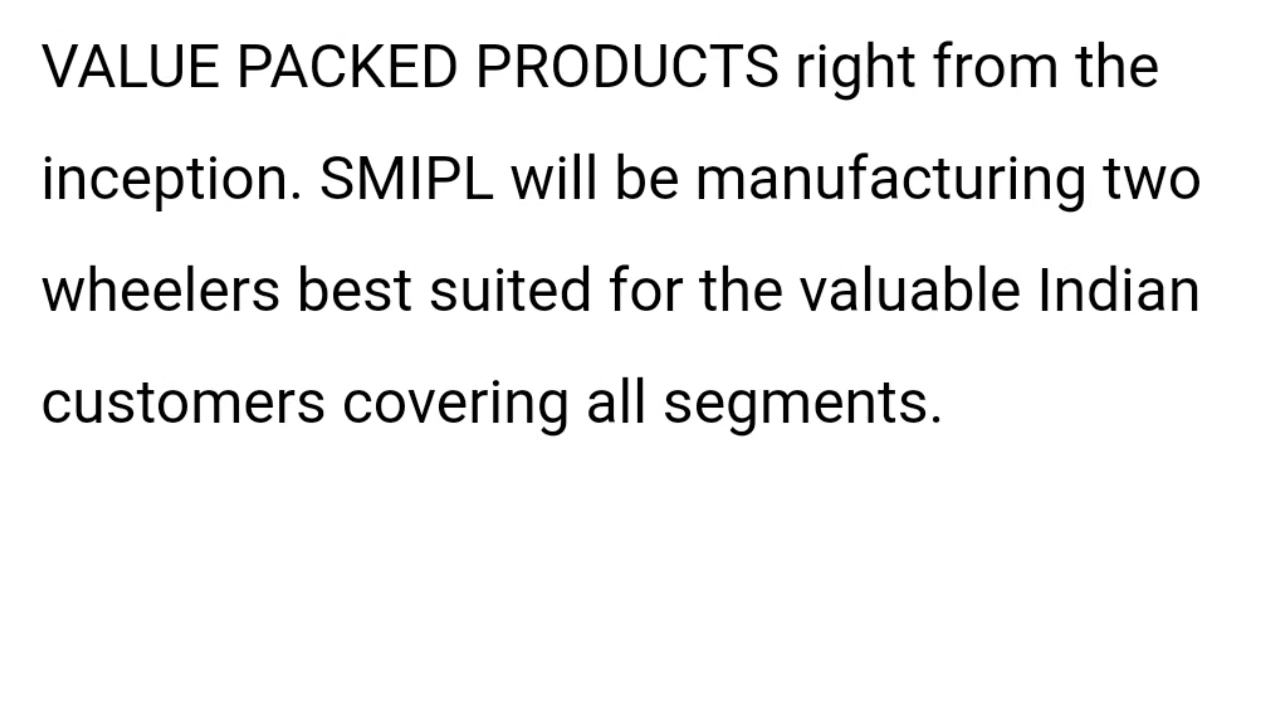 VALUE PACKED PRODUCTS right from the
inception. SMIPL will be manufacturing two
wheelers best suited for the valuable Indian
customers covering all segments.